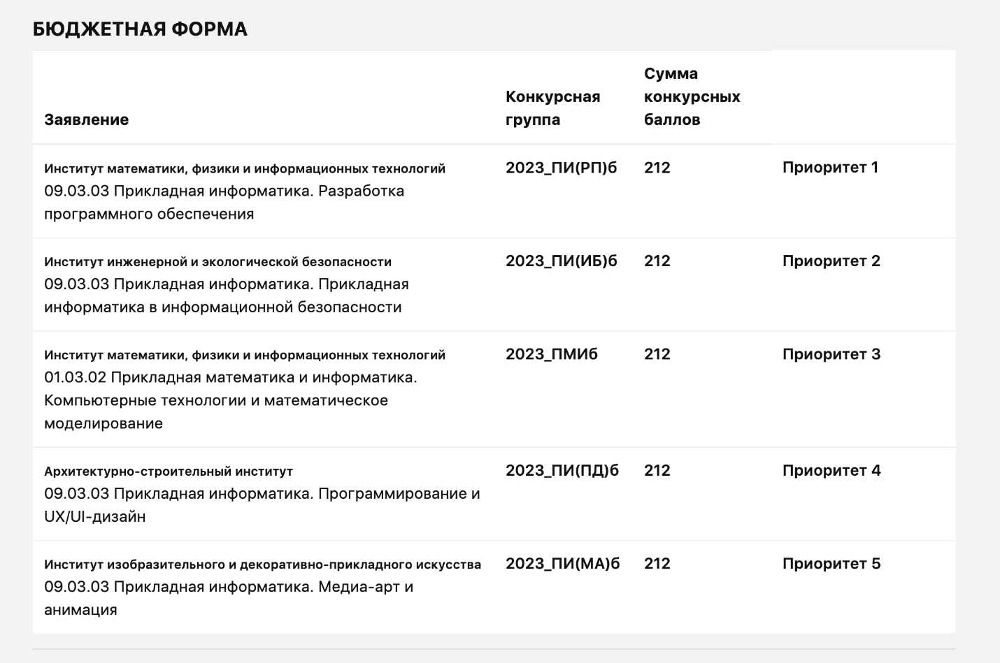 БЮДЖЕТНАЯ ФОРМА
Заявление
Конкурсная
группа
Сумма
конкурсных
баллов
Институт математики, физики и информационных технологий
09.03.03 Прикладная информатика. Разработка
программного обеспечения
2023_ПИ(РП)б
212
Приоритет 1
Институт инженерной и экологической безопасности
09.03.03 Прикладная информатика. Прикладная
информатика в информационной безопасности
2023_ПИ(ИБ)б
212
Приоритет 2
Институт математики, физики и информационных технологий
01.03.02 Прикладная математика и информатика.
Компьютерные технологии и математическое
моделирование
2023_ПМИб
212
Приоритет 3
Архитектурно-строительный институт
09.03.03 Прикладная информатика. Программирование и
UX/UI-дизайн
2023_ПИ(ПД)б
212
Приоритет 4
Институт изобразительного и декоративно-прикладного искусства
09.03.03 Прикладная информатика. Медиа-арт и
анимация
2023_ПИ(МА)б
212
Приоритет 5